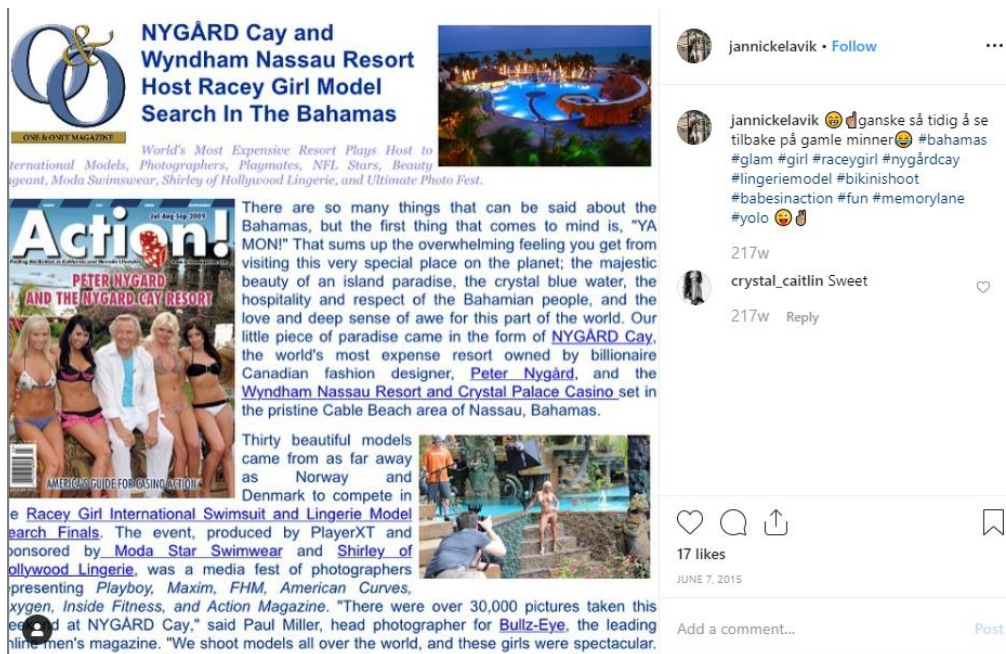 O&O
ONE & ONLY MAGAZINE
NYGÅRD Cay and
Wyndham Nassau Resort
Host Racey Girl Model
Search In The Bahamas
World's Most Expensive Resort Plays Host to
ternational Models, Photographers, Playmates, NFL Stars, Beauty
geant, Moda Swimswear, Shirley of Hollywood Lingerie, and Ultimate Photo Fest.
Jul-Aug-Sep 2009
Action!
PETER NYGARD
AND THE NYGARD CAY RESORT
AMERICA'S GUIDE FOR CASINO ACTION
There are so many things that can be said about the
Bahamas, but the first thing that comes to mind is, "YA
MON!" That sums up the overwhelming feeling you get from
visiting this very special place on the planet; the majestic
beauty of an island paradise, the crystal blue water, the
hospitality and respect of the Bahamian people, and the
love and deep sense of awe for this part of the world. Our
little piece of paradise came in the form of NYGÅRD Cay,
the world's most expense resort owned by billionaire
Canadian fashion designer, Peter Nygård, and the
Wyndham Nassau Resort and Crystal Palace Casino set in
the pristine Cable Beach area of Nassau, Bahamas.
Thirty beautiful models
came from as far away
as Norway and
Denmark to compete in
e Racey Girl International Swimsuit and Lingerie Model
earch Finals. The event, produced by PlayerXT and
ponsored by Moda Star Swimwear and Shirley of
ollywood Lingerie, was a media fest of photographers
presenting Playboy, Maxim, FHM, American Curves,
xygen, Inside Fitness, and Action Magazine. "There were over 30,000 pictures taken this
nd at NYGÅRD Cay," said Paul Miller, head photographer for Bullz-Eye, the leading
nline men's magazine. "We shoot models all over the world, and these girls were spectacular.
jannickelavik • Follow
jannickelavik 😁☝🏽ganske så tidig å se
tilbake på gamle minner😂 #bahamas
#glam #girl #raceygirl #nygårdcay
#lingeriemodel #bikinishoot
#babesinaction #fun #memorylane
#yolo 😜✌🏽
217w
crystal_caitlin Sweet
217w Reply
17 likes
JUNE 7, 2015
Add a comment...
Post